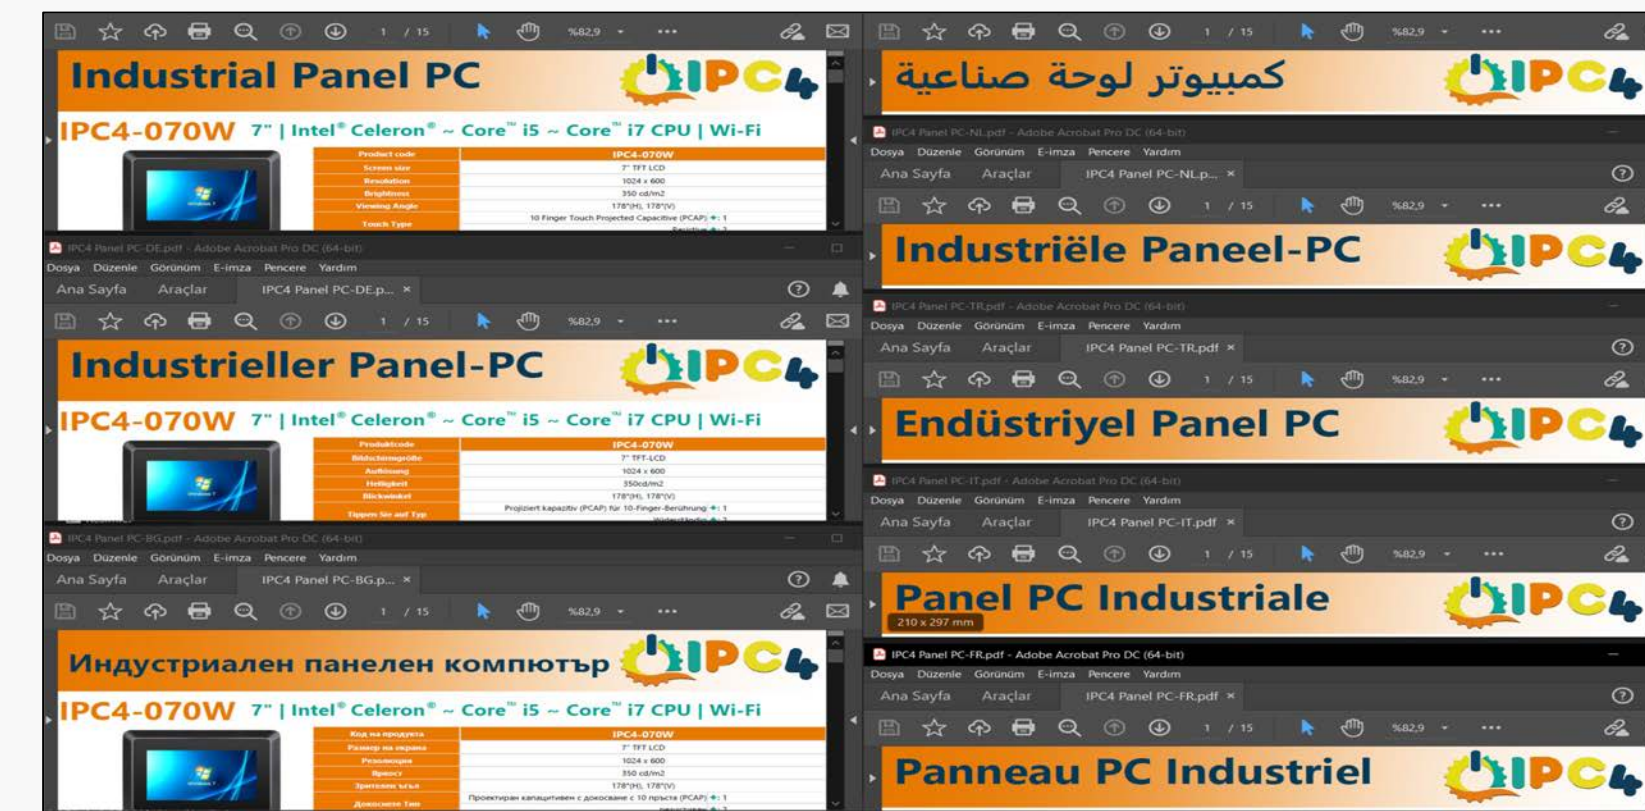 1 / 15 %82,9
Industrial Panel PC IPC4
IPC4-070W 7" | Intel® Celeron® ~ Core™ i5 ~ Core™ i7 CPU | Wi-Fi
Product code IPC4-070W
Screen size 7" TFT LCD
Resolution 1024 x 600
Brightness 350 cd/m2
Viewing Angle 178°(H), 178°(V)
Touch Type 10 Finger Touch Projected Capacitive (PCAP) : 1
IPC4 Panel PC-DE.pdf - Adobe Acrobat Pro DC (64-bit)
Dosya Düzenle Görünüm E-imza Pencere Yardım
Ana Sayfa Araçlar IPC4 Panel PC-DE.p... ×
1 / 15 %82,9
Industrieller Panel-PC IPC4
IPC4-070W 7" | Intel® Celeron® ~ Core™ i5 ~ Core™ i7 CPU | Wi-Fi
Produktcode IPC4-070W
Bildschirmgröße 7" TFT-LCD
Auflösung 1024 x 600
Helligkeit 350cd/m2
Blickwinkel 178°(H), 178°(V)
Tippen Sie auf Typ Projiziert kapazitiv (PCAP) für 10-Finger-Berührung : 1
IPC4 Panel PC-BG.pdf - Adobe Acrobat Pro DC (64-bit)
Dosya Düzenle Görünüm E-imza Pencere Yardım
Ana Sayfa Araçlar IPC4 Panel PC-BG.p... ×
1 / 15 %82,9
Индустриален панелен компютър IPC4
IPC4-070W 7" | Intel® Celeron® ~ Core™ i5 ~ Core™ i7 CPU | Wi-Fi
Код на продукта IPC4-070W
Размер на екрана 7" TFT LCD
Резолюция 1024 x 600
Яркост 350 cd/m2
Зрителен ъгъл 178°(H), 178°(V)
Докоснете Тип Проектиран капацитивен с докосване с 10 пръста (PCAP) : 1
1 / 15 %82,9
كمبيوتر لوحة صناعية IPC4
IPC4 Panel PC-NL.pdf - Adobe Acrobat Pro DC (64-bit)
Dosya Düzenle Görünüm E-imza Pencere Yardım
Ana Sayfa Araçlar IPC4 Panel PC-NL.p... ×
1 / 15 %82,9
Industriële Paneel-PC IPC4
IPC4 Panel PC-TR.pdf - Adobe Acrobat Pro DC (64-bit)
Dosya Düzenle Görünüm E-imza Pencere Yardım
Ana Sayfa Araçlar IPC4 Panel PC-TR.pdf ×
1 / 15 %82,9
Endüstriyel Panel PC IPC4
IPC4 Panel PC-IT.pdf - Adobe Acrobat Pro DC (64-bit)
Dosya Düzenle Görünüm E-imza Pencere Yardım
Ana Sayfa Araçlar IPC4 Panel PC-IT.pdf ×
1 / 15 %82,9
Panel PC Industriale IPC4
210 x 297 mm
IPC4 Panel PC-FR.pdf - Adobe Acrobat Pro DC (64-bit)
Dosya Düzenle Görünüm E-imza Pencere Yardım
Ana Sayfa Araçlar IPC4 Panel PC-FR.pdf ×
1 / 15 %82,9
Panneau PC Industriel IPC4